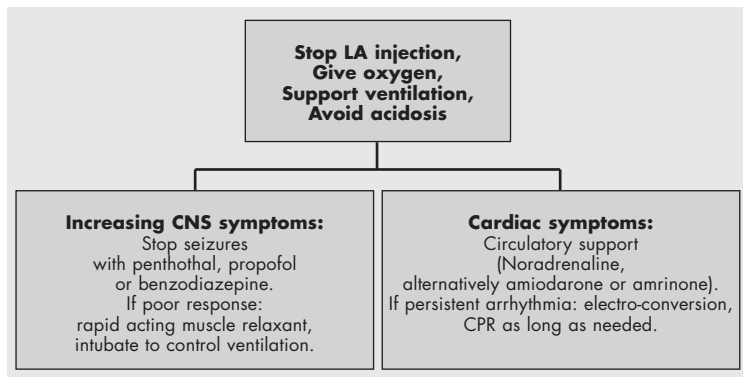 Stop LA injection,
Give oxygen,
Support ventilation,
Avoid acidosis
Increasing CNS symptoms:
Stop seizures
with penthothal, propofol
or benzodiazepine.
If poor response:
rapid acting muscle relaxant,
intubate to control ventilation.
Cardiac symptoms:
Circulatory support
(Noradrenaline,
alternatively amiodarone or amrinone).
If persistent arrhythmia: electro-conversion,
CPR as long as needed.